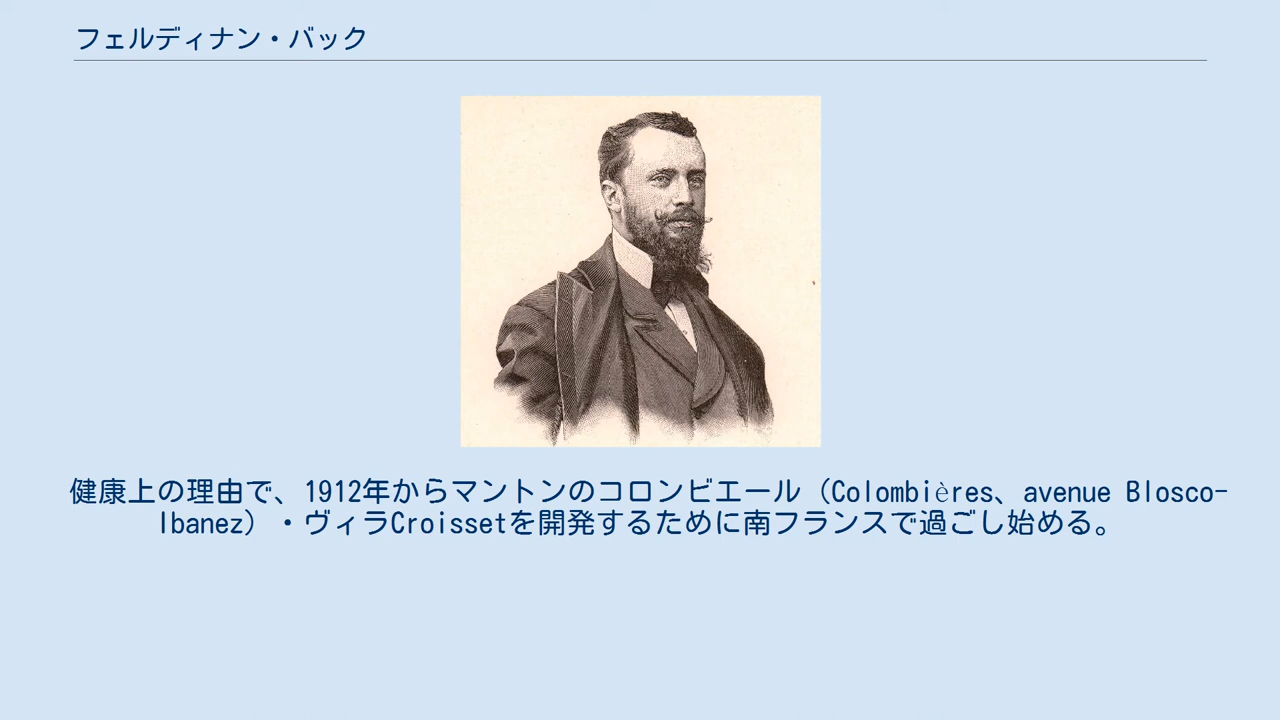 フェルディナン・バック
健康上の理由で、1912年からマントンのコロンビエール（Colombières、avenue Blosco-
Ibanez）・ヴィラCroissetを開発するために南フランスで過ごし始める。